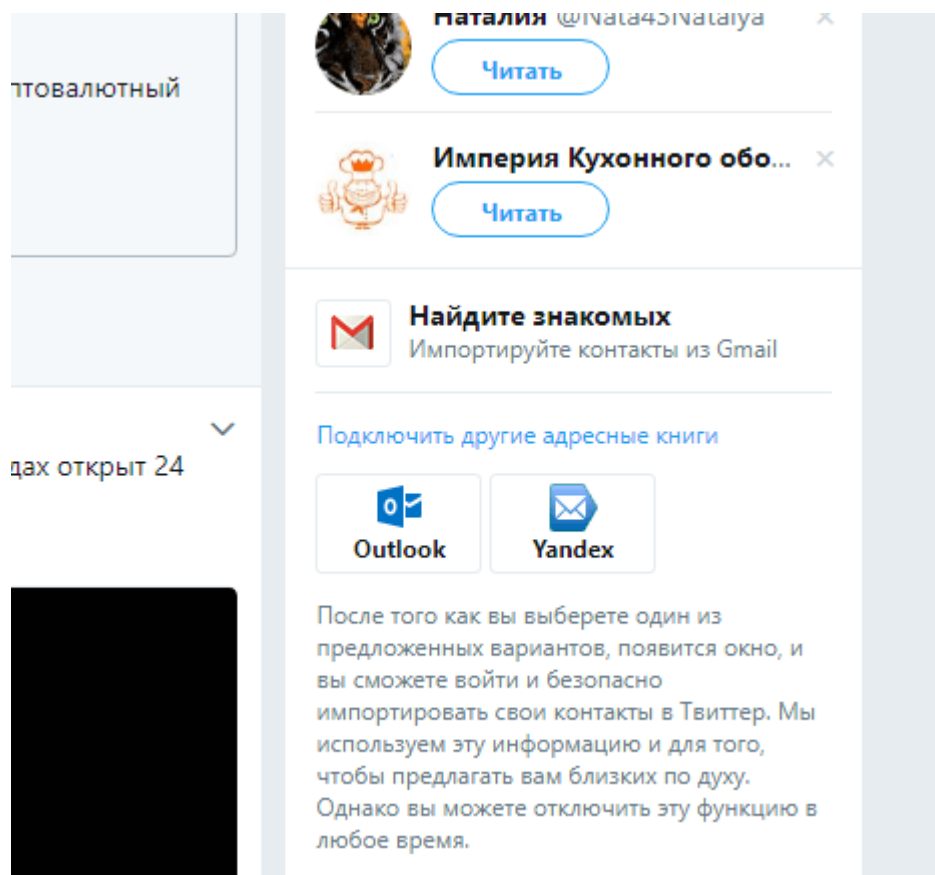 Наталия @Nata43Natalya
Читать
птовалютный
Империя Кухонного обо...
Читать
Найдите знакомых
Импортируйте контакты из Gmail
Подключить другие адресные книги
дах открыт 24
Outlook
Yandex
После того как вы выберете один из
предложенных вариантов, появится окно, и
вы сможете войти и безопасно
импортировать свои контакты в Твиттер. Мы
используем эту информацию и для того,
чтобы предлагать вам близких по духу.
Однако вы можете отключить эту функцию в
любое время.